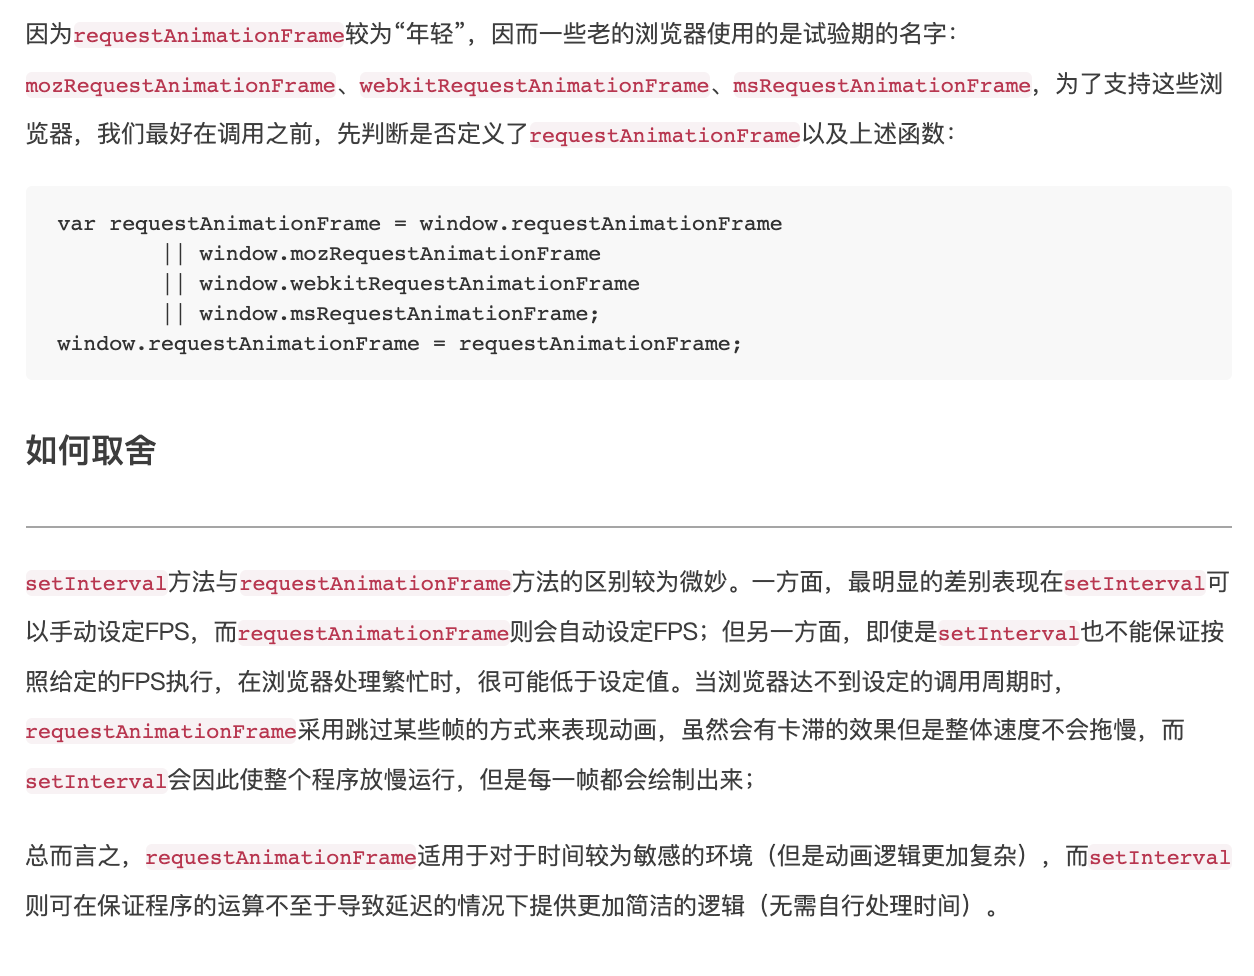 因为requestAnimationFrame较为“年轻”，因而一些老的浏览器使用的是试验期的名字：
mozRequestAnimationFrame、webkitRequestAnimationFrame、msRequestAnimationFrame，为了支持这些浏
览器，我们最好在调用之前，先判断是否定义了requestAnimationFrame以及上述函数：
var requestAnimationFrame = window.requestAnimationFrame
        || window.mozRequestAnimationFrame
        || window.webkitRequestAnimationFrame
        || window.msRequestAnimationFrame;
window.requestAnimationFrame = requestAnimationFrame;
如何取舍
setInterval方法与requestAnimationFrame方法的区别较为微妙。一方面，最明显的差别表现在setInterval可
以手动设定FPS，而requestAnimationFrame则会自动设定FPS；但另一方面，即使是setInterval也不能保证按
照给定的FPS执行，在浏览器处理繁忙时，很可能低于设定值。当浏览器达不到设定的调用周期时，
requestAnimationFrame采用跳过某些帧的方式来表现动画，虽然会有卡滞的效果但是整体速度不会拖慢，而
setInterval会因此使整个程序放慢运行，但是每一帧都会绘制出来；
总而言之，requestAnimationFrame适用于对于时间较为敏感的环境（但是动画逻辑更加复杂），而setInterval
则可在保证程序的运算不至于导致延迟的情况下提供更加简洁的逻辑（无需自行处理时间）。